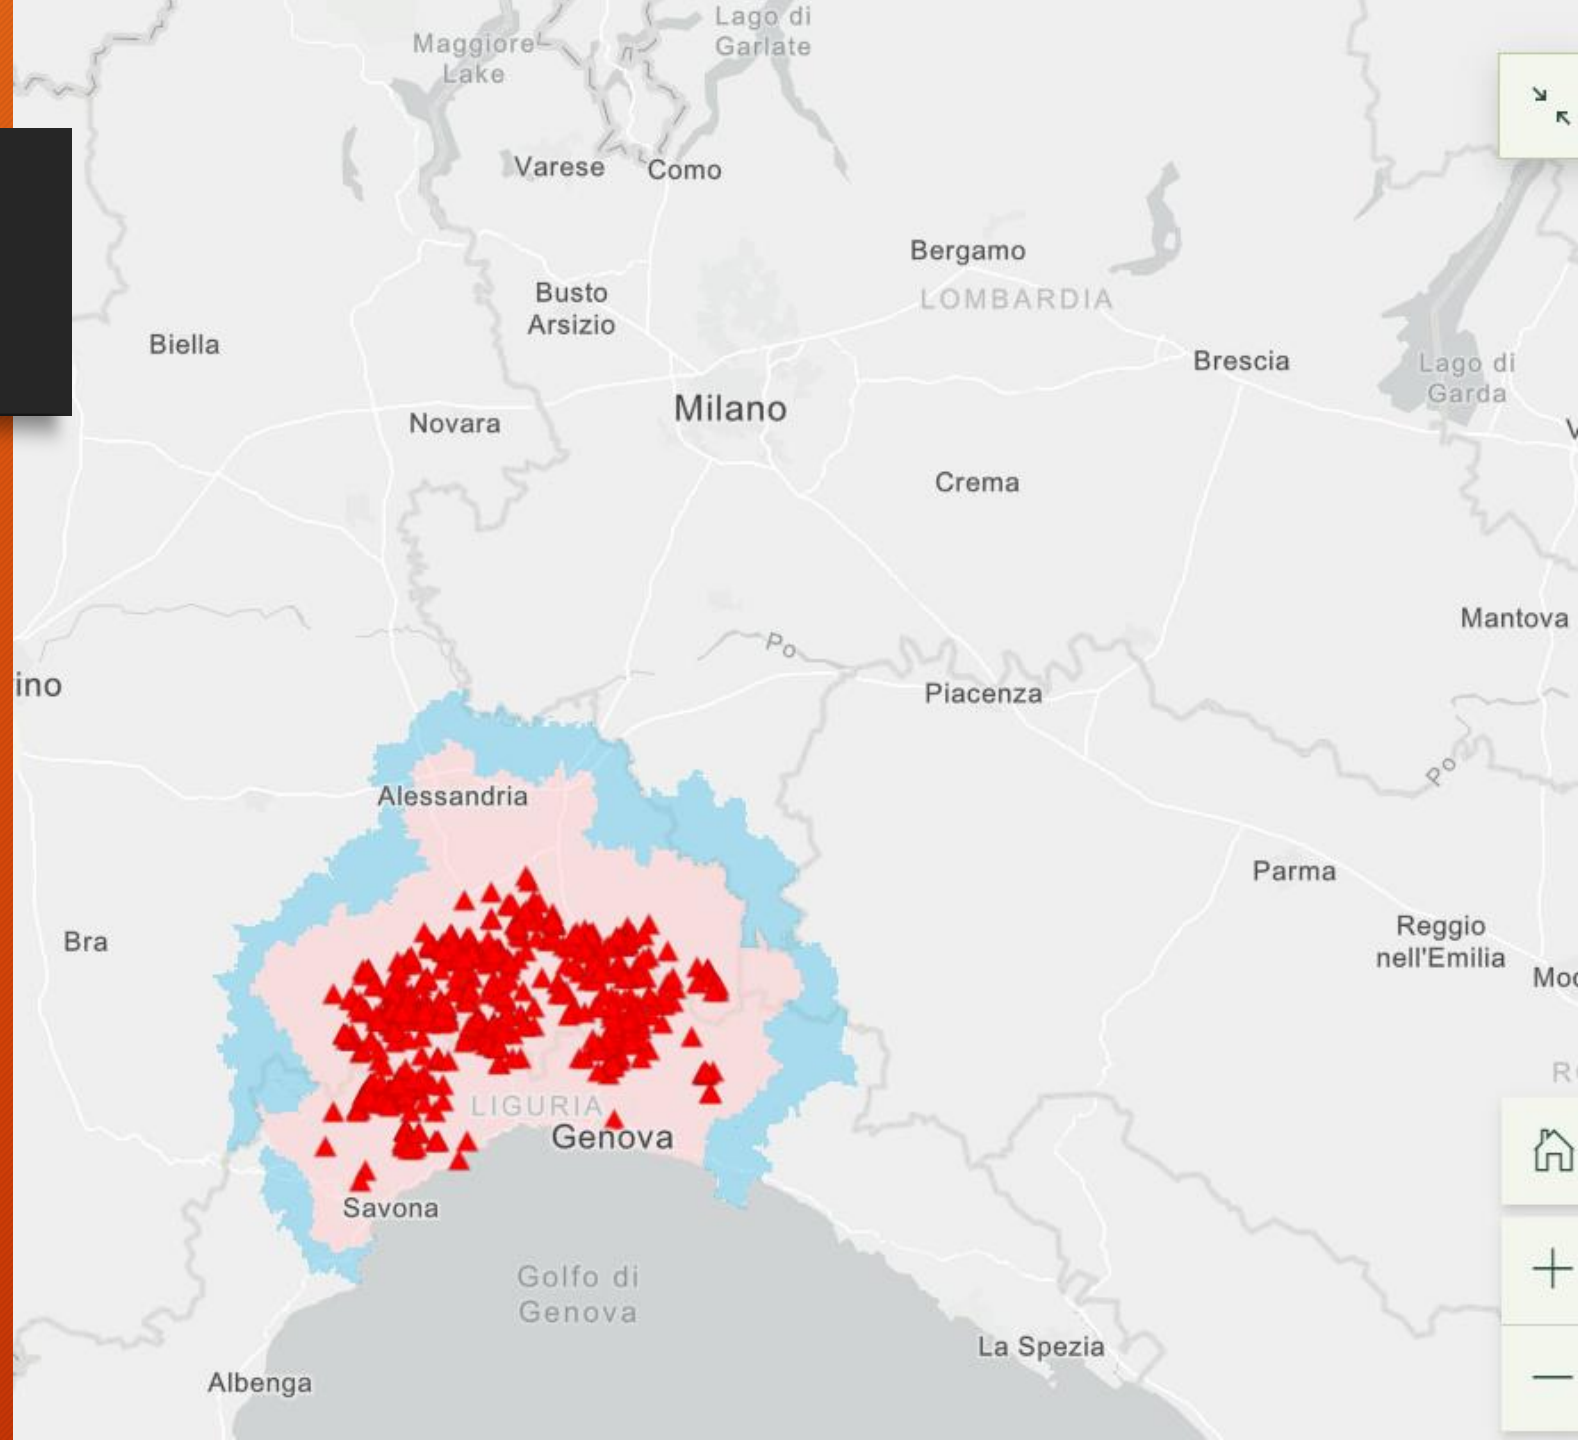 Lago di
Garlate
Maggiore
Lake
Varese
Como
Bergamo
LOMBARDIA
Busto
Arsizio
Biella
Brescia
Lago di
Garda
Milano
Novara
Crema
Mantova
Po
ino
Piacenza
Po
Alessandria
Parma
Reggio
nell'Emilia
Bra
LIGURIA
Genova
Savona
Golfo di
Genova
La Spezia
Albenga